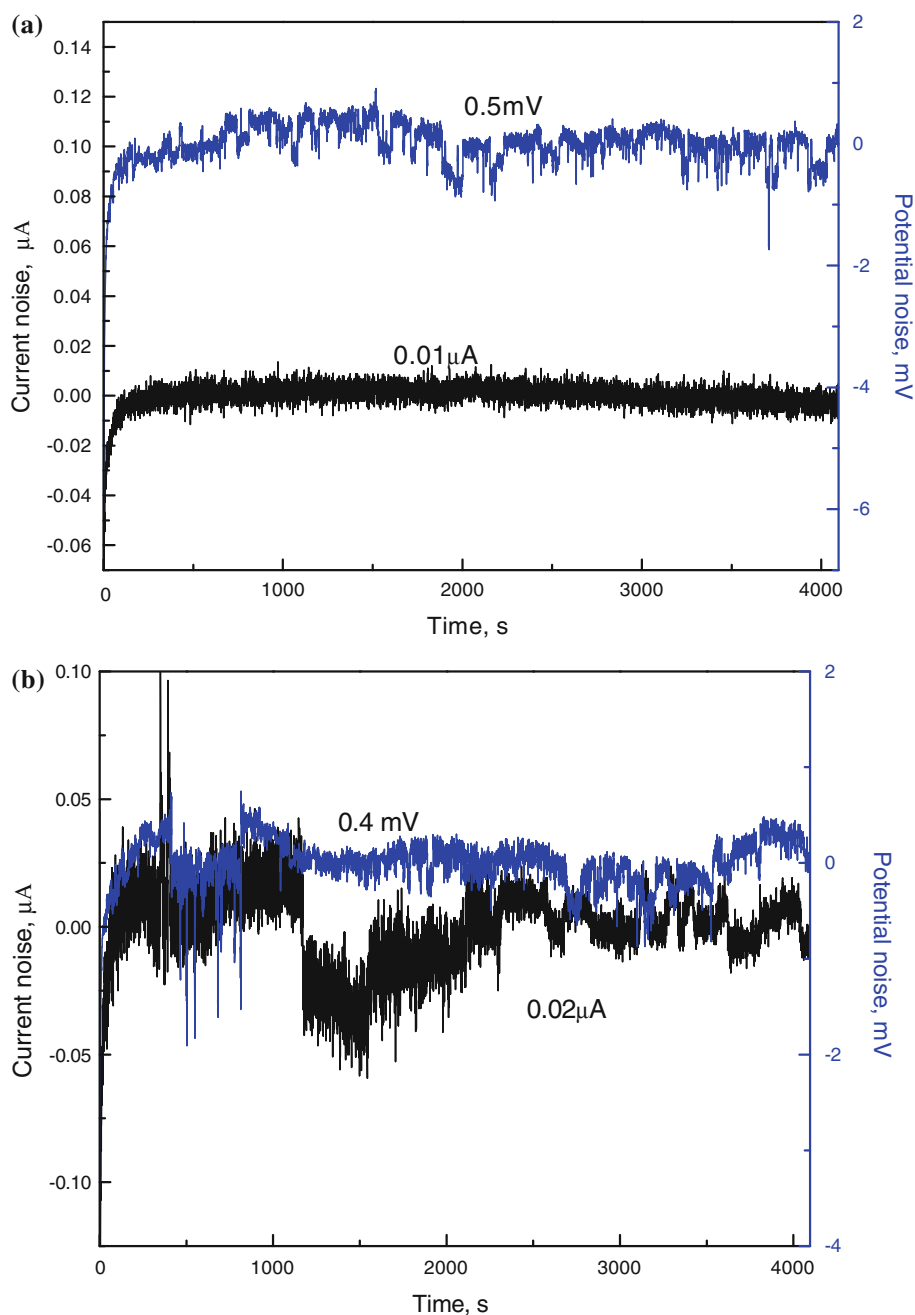 (a)
0.14
0.12
0.10
0.08
0.06
0.04
0.02
0.00
-0.02
-0.04
-0.06
Current noise, μA
2
0
-2
-4
-6
Potential noise, mV
0.5mV
0.01μA
0
1000
2000
3000
4000
Time, s
(b)
0.10
0.05
0.00
-0.05
-0.10
Current noise, μA
2
0
-2
-4
Potential noise, mV
0.4 mV
0.02μA
0
1000
2000
3000
4000
Time, s